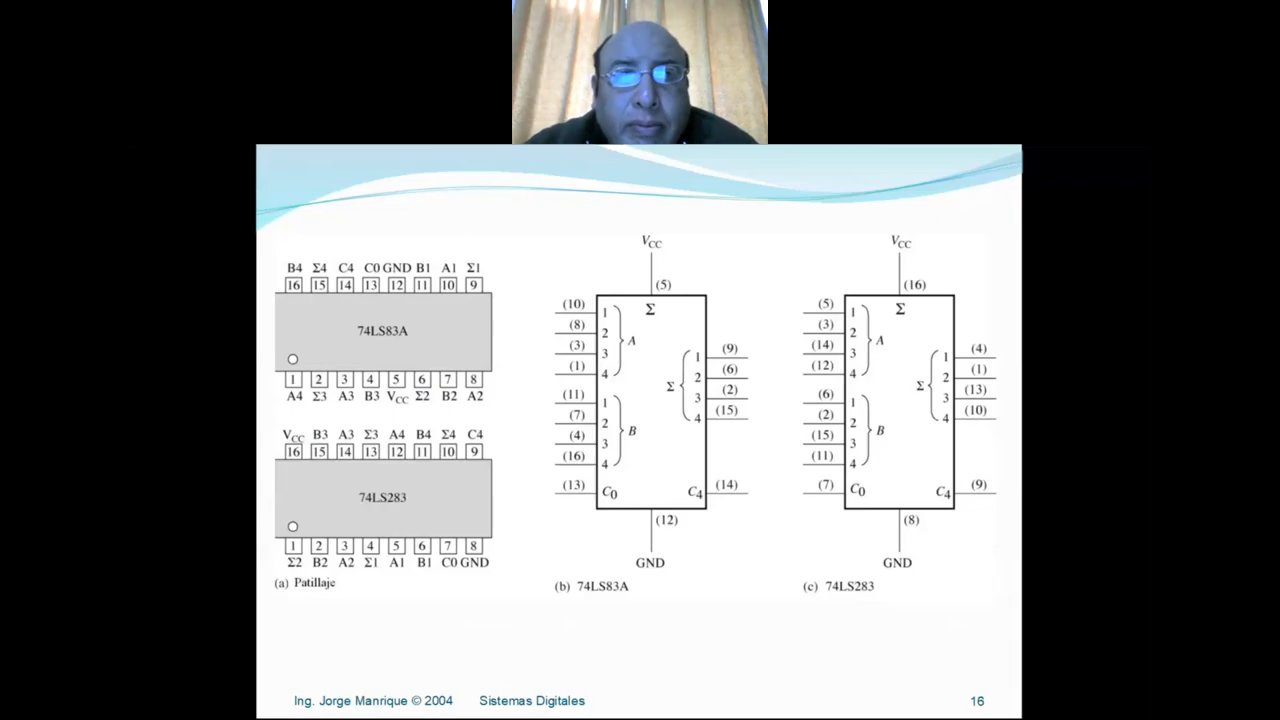 B4 Σ4 C4 C0 GND B1 A1 Σ1
16 15 14 13 12 11 10 9
74LS83A
1 2 3 4 5 6 7 8
A4 Σ3 A3 B3 VCC Σ2 B2 A2
VCC B3 A3 Σ3 A4 B4 Σ4 C4
16 15 14 13 12 11 10 9
74LS283
1 2 3 4 5 6 7 8
Σ2 B2 A2 Σ1 A1 B1 C0 GND
(a) Patillaje
VCC
(5)
Σ
(10) 1
(8) 2
(3) 3
(1) 4
A
(11) 1
(7) 2
(4) 3
(16) 4
B
(13) C0
Σ
1 (9)
2 (6)
3 (2)
4 (15)
C4 (14)
(12)
GND
(b) 74LS83A
VCC
(16)
Σ
(5) 1
(3) 2
(14) 3
(12) 4
A
(6) 1
(2) 2
(15) 3
(11) 4
B
(7) C0
Σ
1 (4)
2 (1)
3 (13)
4 (10)
C4 (9)
(8)
GND
(c) 74LS283
Ing. Jorge Manrique © 2004 Sistemas Digitales 16